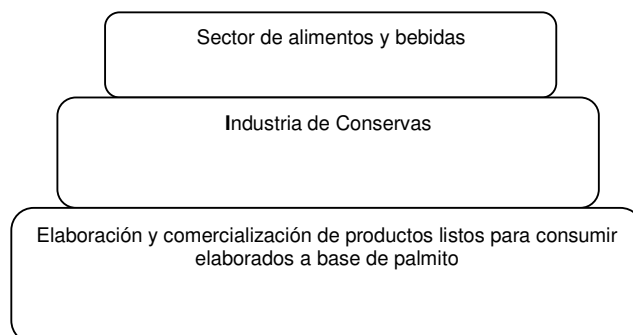 Sector de alimentos y bebidas
Industria de Conservas
Elaboración y comercialización de productos listos para consumir
elaborados a base de palmito